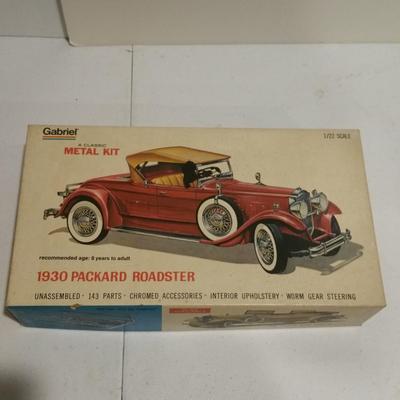 Gabriel
1/22 SCALE
A CLASSIC
METAL KIT
recommended age: 8 years to adult
1930 PACKARD ROADSTER
UNASSEMBLED · 143 PARTS · CHROMED ACCESSORIES · INTERIOR UPHOLSTERY · WORM GEAR STEERING